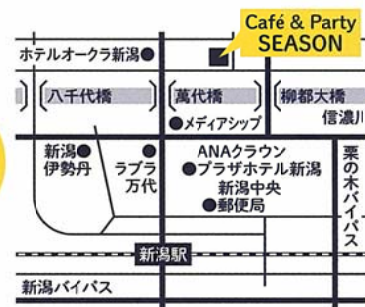 Café & Party
SEASON
ホテルオークラ新潟●
八千代橋
萬代橋
柳都大橋
●メディアシップ
信濃川
新潟●
伊勢丹
●
ラブラ
万代
ANAクラウン
●プラザホテル新潟
新潟中央
●郵便局
栗の木バイパス
新潟駅
新潟バイパス